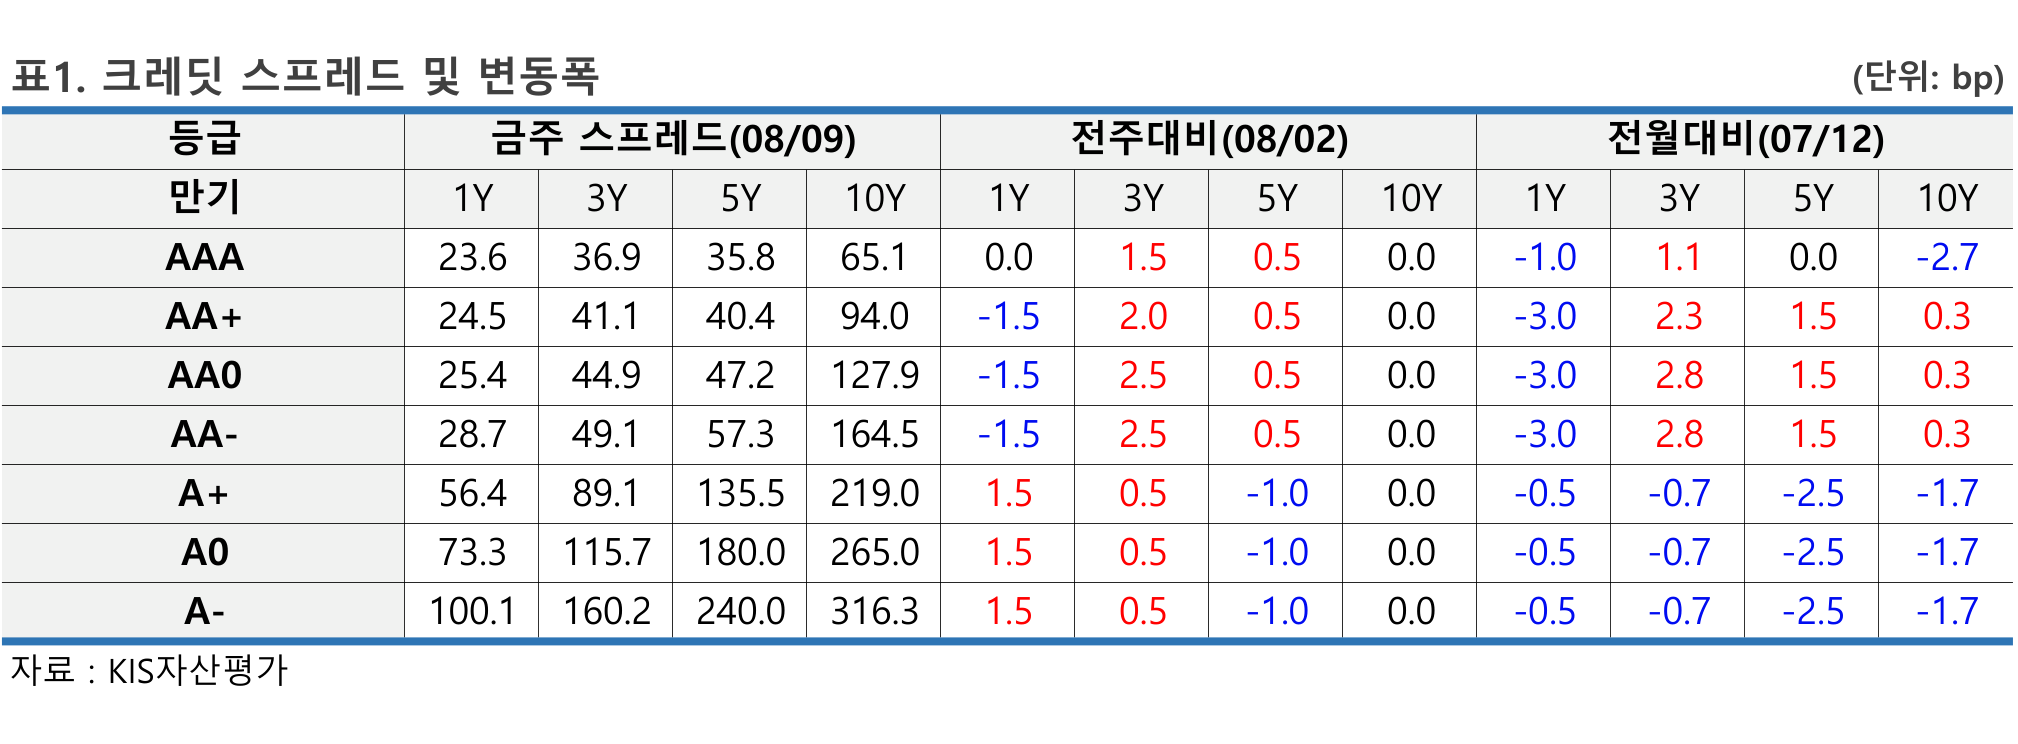 표1. 크레딧 스프레드 및 변동폭 (단위: bp)
등급 금주 스프레드(08/09) 전주대비(08/02) 전월대비(07/12)
만기 1Y 3Y 5Y 10Y 1Y 3Y 5Y 10Y 1Y 3Y 5Y 10Y
AAA 23.6 36.9 35.8 65.1 0.0 1.5 0.5 0.0 -1.0 1.1 0.0 -2.7
AA+ 24.5 41.1 40.4 94.0 -1.5 2.0 0.5 0.0 -3.0 2.3 1.5 0.3
AA0 25.4 44.9 47.2 127.9 -1.5 2.5 0.5 0.0 -3.0 2.8 1.5 0.3
AA- 28.7 49.1 57.3 164.5 -1.5 2.5 0.5 0.0 -3.0 2.8 1.5 0.3
A+ 56.4 89.1 135.5 219.0 1.5 0.5 -1.0 0.0 -0.5 -0.7 -2.5 -1.7
A0 73.3 115.7 180.0 265.0 1.5 0.5 -1.0 0.0 -0.5 -0.7 -2.5 -1.7
A- 100.1 160.2 240.0 316.3 1.5 0.5 -1.0 0.0 -0.5 -0.7 -2.5 -1.7
자료 : KIS자산평가